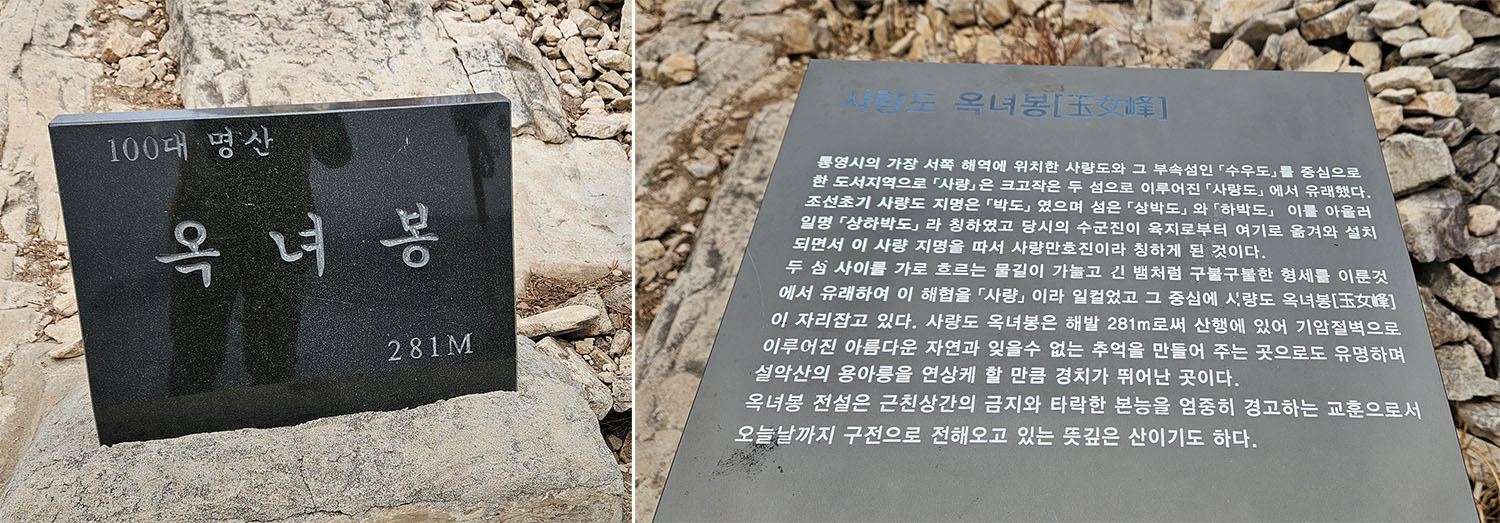 100대 명산
옥녀봉
281M
사량도 옥녀봉[玉女峰]
통영시의 가장 서쪽 해역에 위치한 사량도와 그 부속섬인 「수우도」를 중심으로
한 도서지역으로 「사량」은 크고작은 두 섬으로 이루어진 「사량도」에서 유래했다.
조선초기 사량도 지명은 「박도」였으며 섬은 「상박도」와 「하박도」 이를 아울러
일명 「상하박도」라 칭하였고 당시의 수군진이 육지로부터 여기로 옮겨와 설치
되면서 이 사량 지명을 따서 사량만호진이라 칭하게 된 것이다.
두 섬 사이를 가로 흐르는 물길이 가늘고 긴 뱀처럼 구불구불한 형세를 이룬것
에서 유래하여 이 해협을 「사량」이라 일컬었고 그 중심에 사량도 옥녀봉[玉女峰]
이 자리잡고 있다. 사량도 옥녀봉은 해발 281m로써 산행에 있어 기암절벽으로
이루어진 아름다운 자연과 잊을수 없는 추억을 만들어 주는 곳으로도 유명하며
설악산의 용아릉을 연상케 할 만큼 경치가 뛰어난 곳이다.
옥녀봉 전설은 근친상간의 금지와 타락한 본능을 엄중히 경고하는 교훈으로서
오늘날까지 구전으로 전해오고 있는 뜻깊은 산이기도 하다.